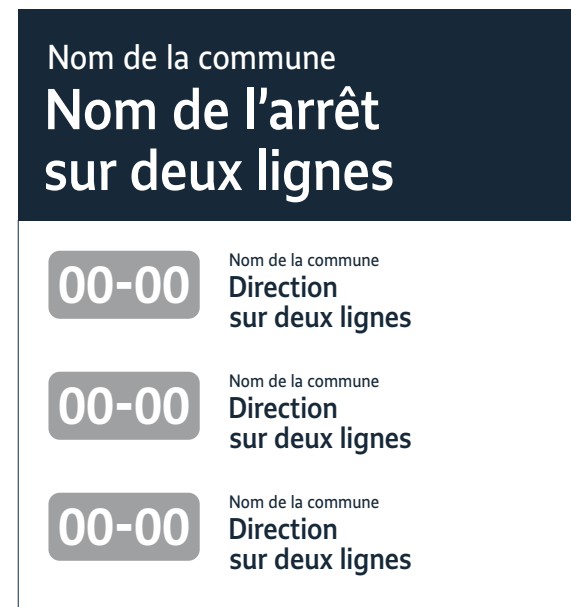 Nom de la commune
Nom de l’arrêt
sur deux lignes
00-00
Nom de la commune
Direction
sur deux lignes
00-00
Nom de la commune
Direction
sur deux lignes
00-00
Nom de la commune
Direction
sur deux lignes